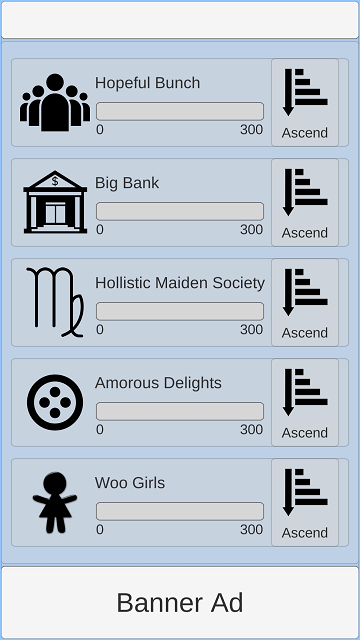 Hopeful Bunch
0 300
Ascend
$
Big Bank
0 300
Ascend
Hollistic Maiden Society
0 300
Ascend
Amorous Delights
0 300
Ascend
Woo Girls
0 300
Ascend
Banner Ad